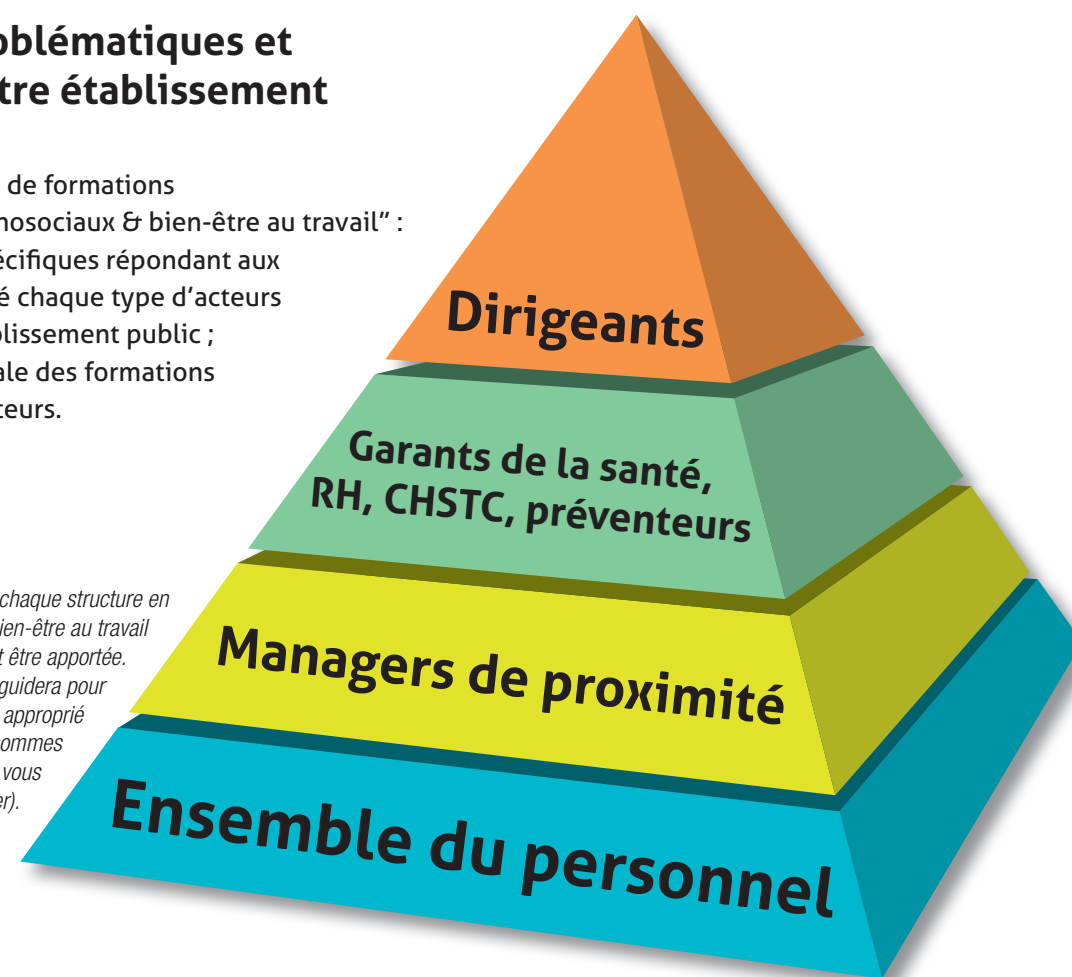 oblématiques et
tre établissement
de formations
nosociaux & bien-être au travail” :
écifiques répondant aux
é chaque type d’acteurs
blissement public ;
ale des formations
teurs.
chaque structure en
ien-être au travail
t être apportée.
guidera pour
approprié
ommes
vous
er).
Dirigeants
Garants de la santé,
RH, CHSTC, préventeurs
Managers de proximité
Ensemble du personnel